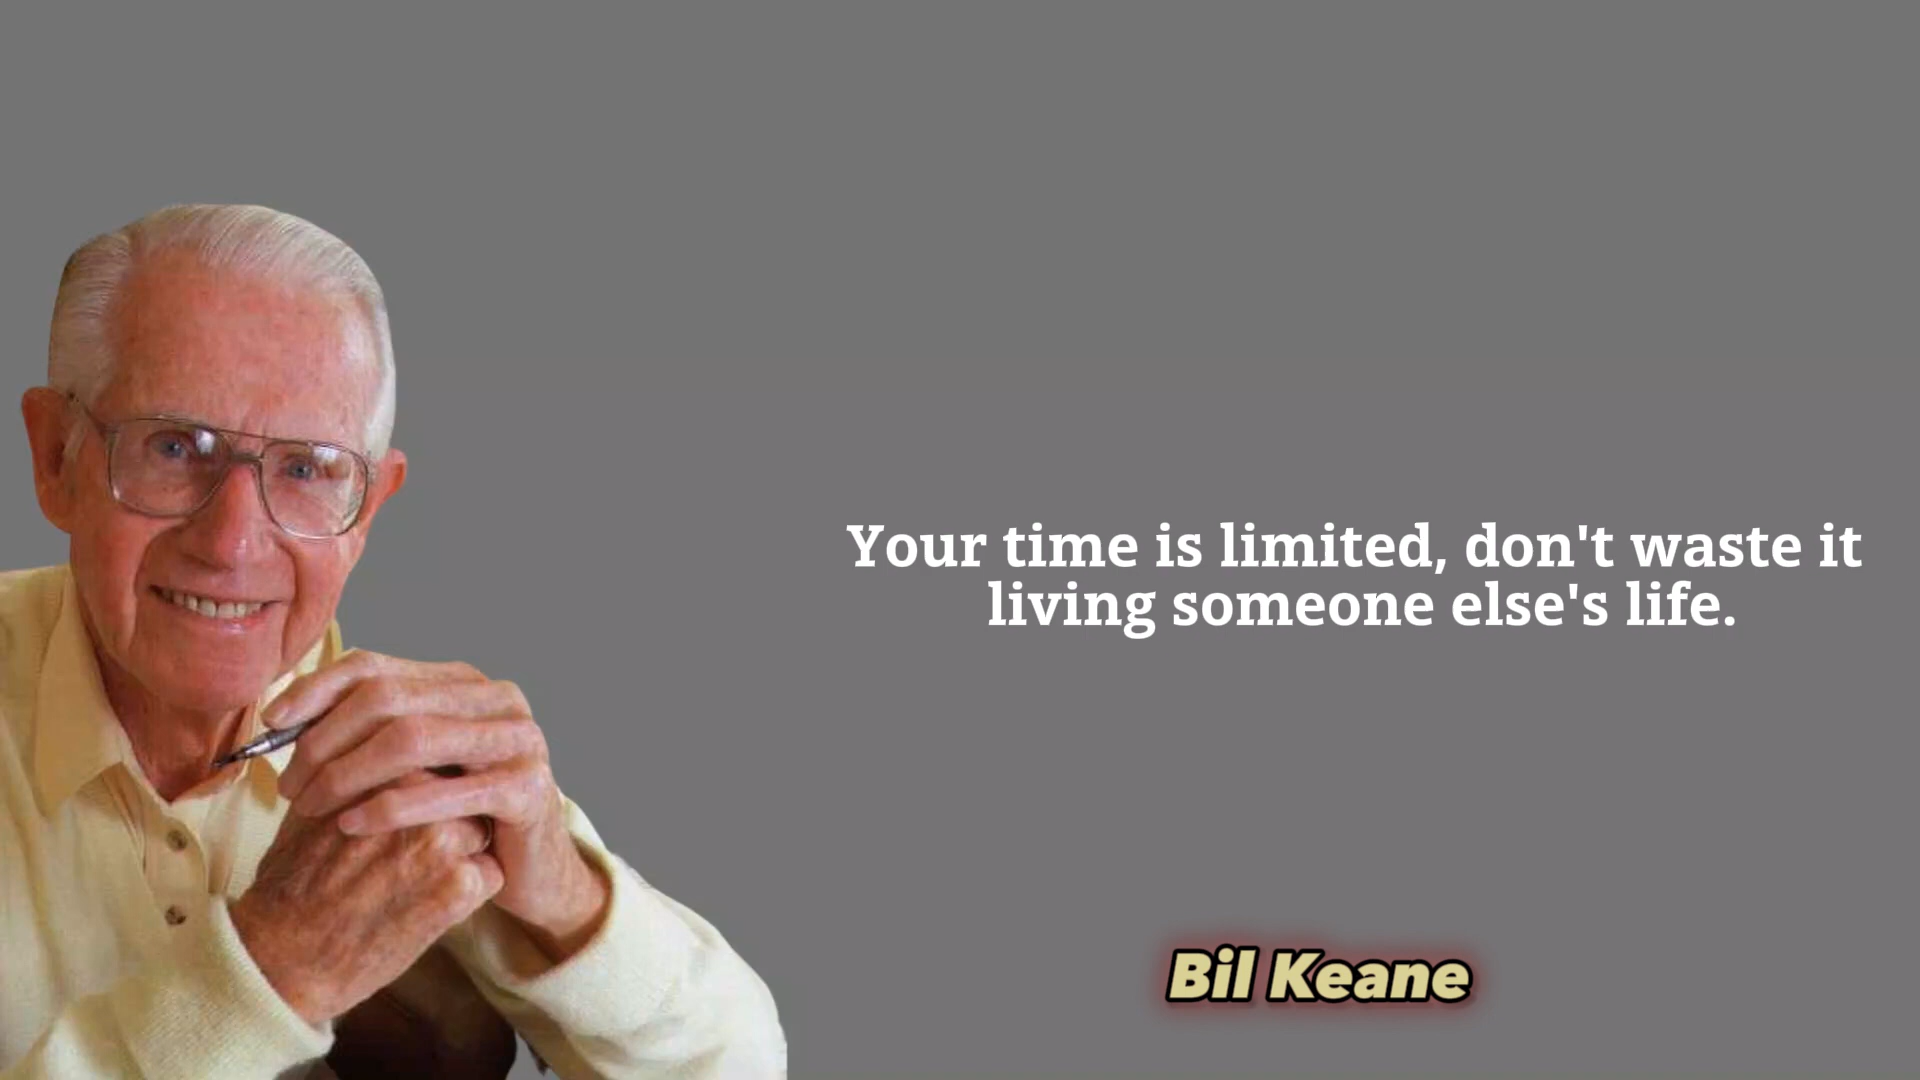 Your time is limited, don't waste it
living someone else's life.
Bil Keane